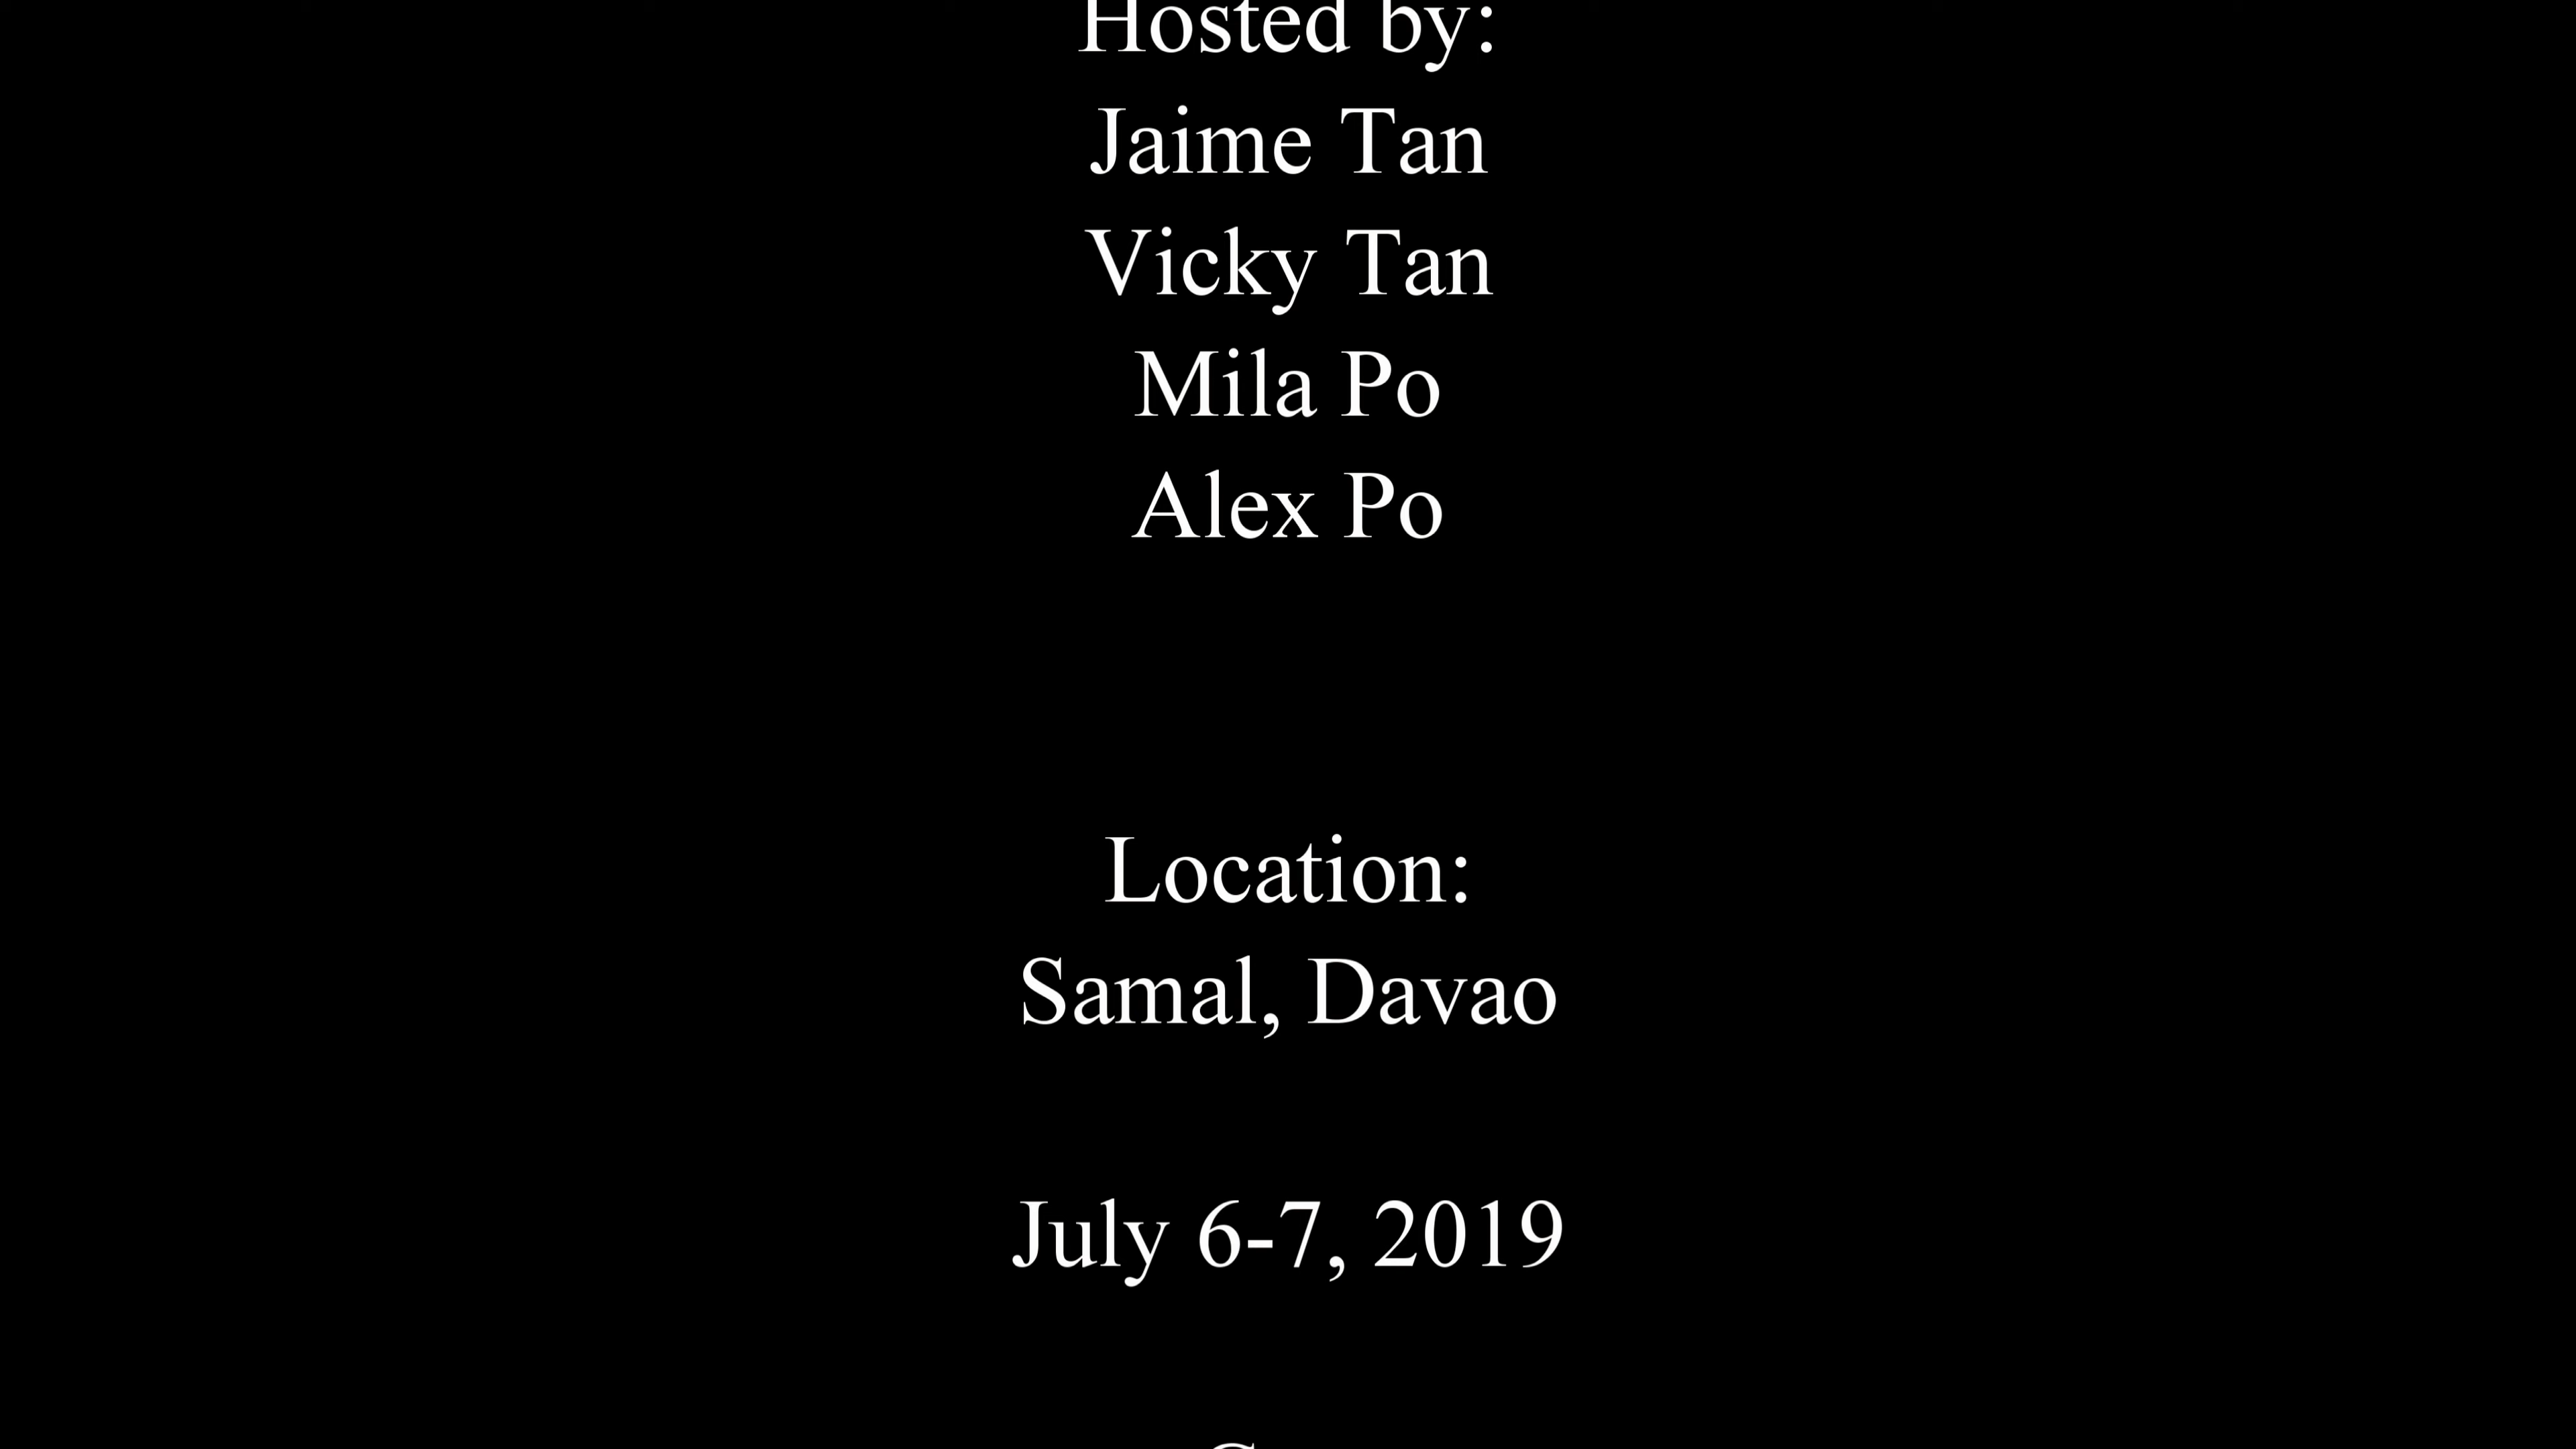 Hosted by:
Jaime Tan
Vicky Tan
Mila Po
Alex Po
Location:
Samal, Davao
July 6-7, 2019